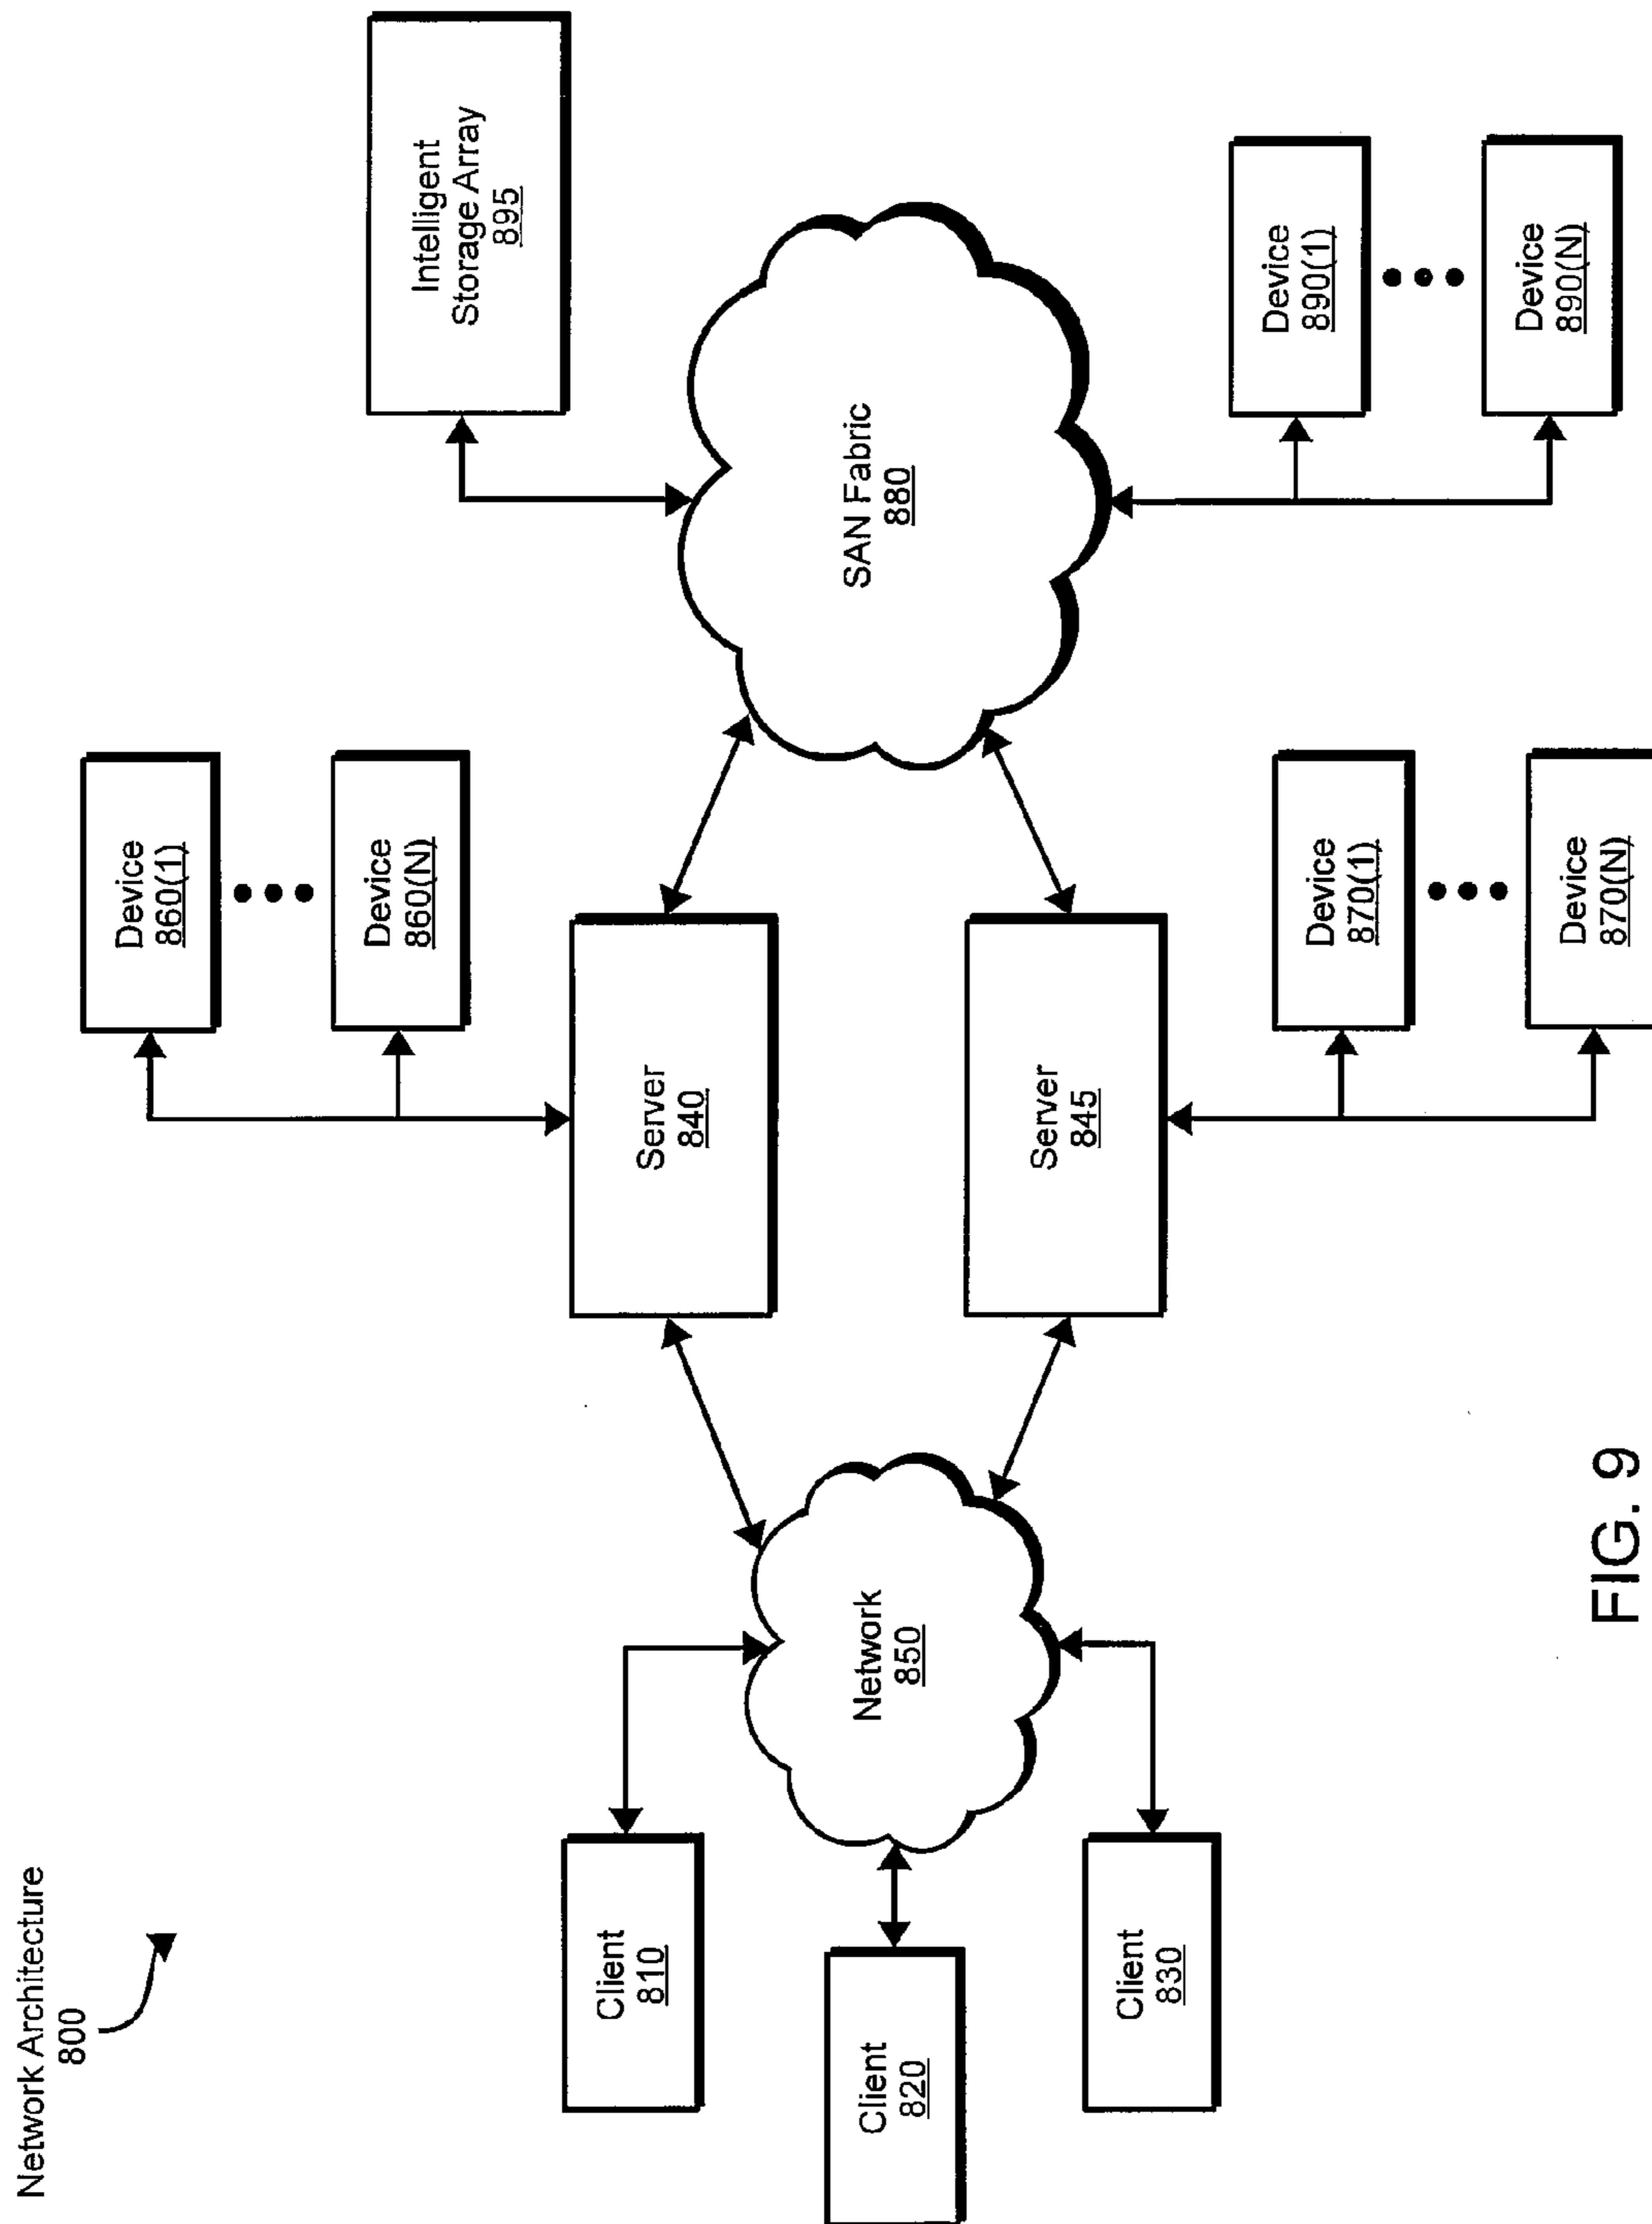 Network Architecture
800
Device
860(1)
Device
860(N)
Intelligent
Storage Array
895
Client
810
Server
840
Client
820
Network
850
SAN Fabric
880
Client
830
Server
845
Device
870(1)
Device
870(N)
Device
890(1)
Device
890(N)
FIG. 9